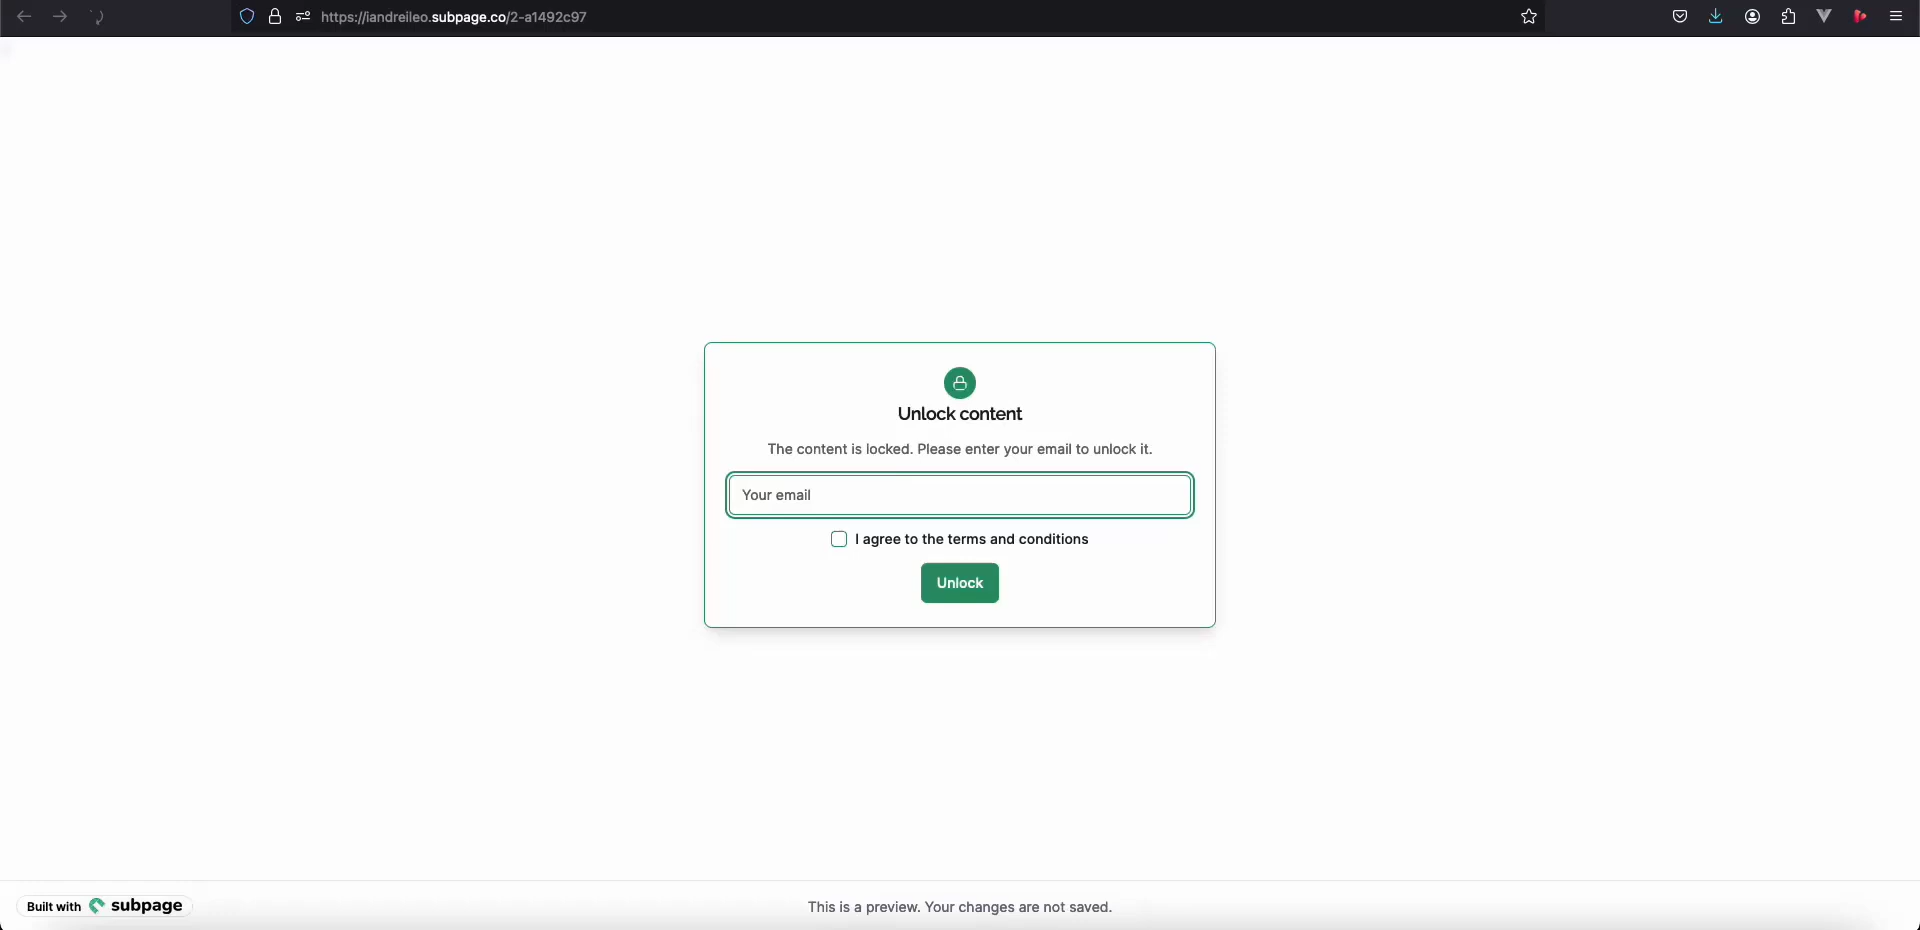 https://iandreileo.subpage.co/2-a1492c97
Unlock content
The content is locked. Please enter your email to unlock it.
Your email
I agree to the terms and conditions
Unlock
Built with subpage
This is a preview. Your changes are not saved.